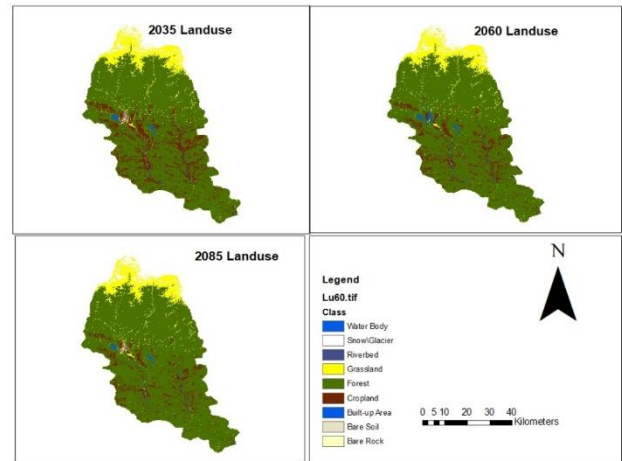 2035 Landuse
2060 Landuse
2085 Landuse
N
Legend
Lu60.tif
Class
Water Body
Snow\Glacier
Riverbed
Grassland
Forest
Cropland
Built-up Area
Bare Soil
Bare Rock
0 5 10 20 30 40
Kilometers